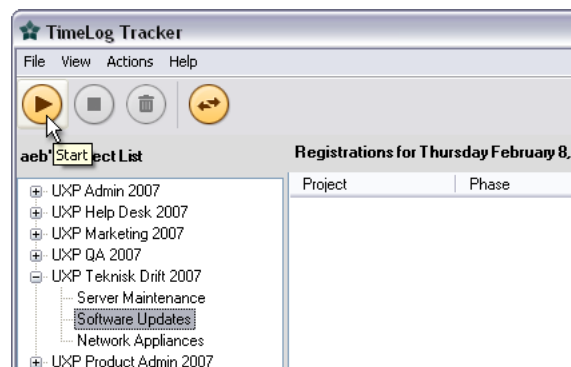 TimeLog Tracker
File View Actions Help
Start
aeb' ect List
Registrations for Thursday February 8,
Project Phase
UXP Admin 2007
UXP Help Desk 2007
UXP Marketing 2007
UXP QA 2007
UXP Teknisk Drift 2007
Server Maintenance
Software Updates
Network Appliances
UXP Product Admin 2007